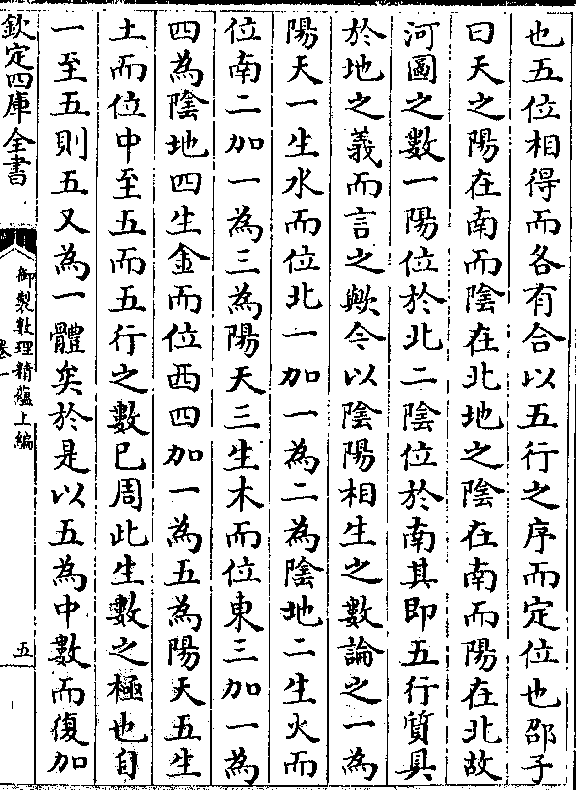 也五位相得而各有合以五行之序而定位也邵子
曰天之陽在南而陰在北地之陰在南而陽在北故
河圖之數一陽位於北二陰位於南其即五行質具
於地之義而言之歟今以陰陽相生之數論之一為
陽天一生水而位北一加一為二為陰地二生火而
位南二加一為三為陽天三生木而位東三加一為
四為陰地四生金而位西四加一為五為陽天五生
土而位中至五而五行之數已周此生數之極也自
一至五則五又為一體矣於是以五為中數而復加
欽定四庫全書
御製數理精蘊上編
卷一
五